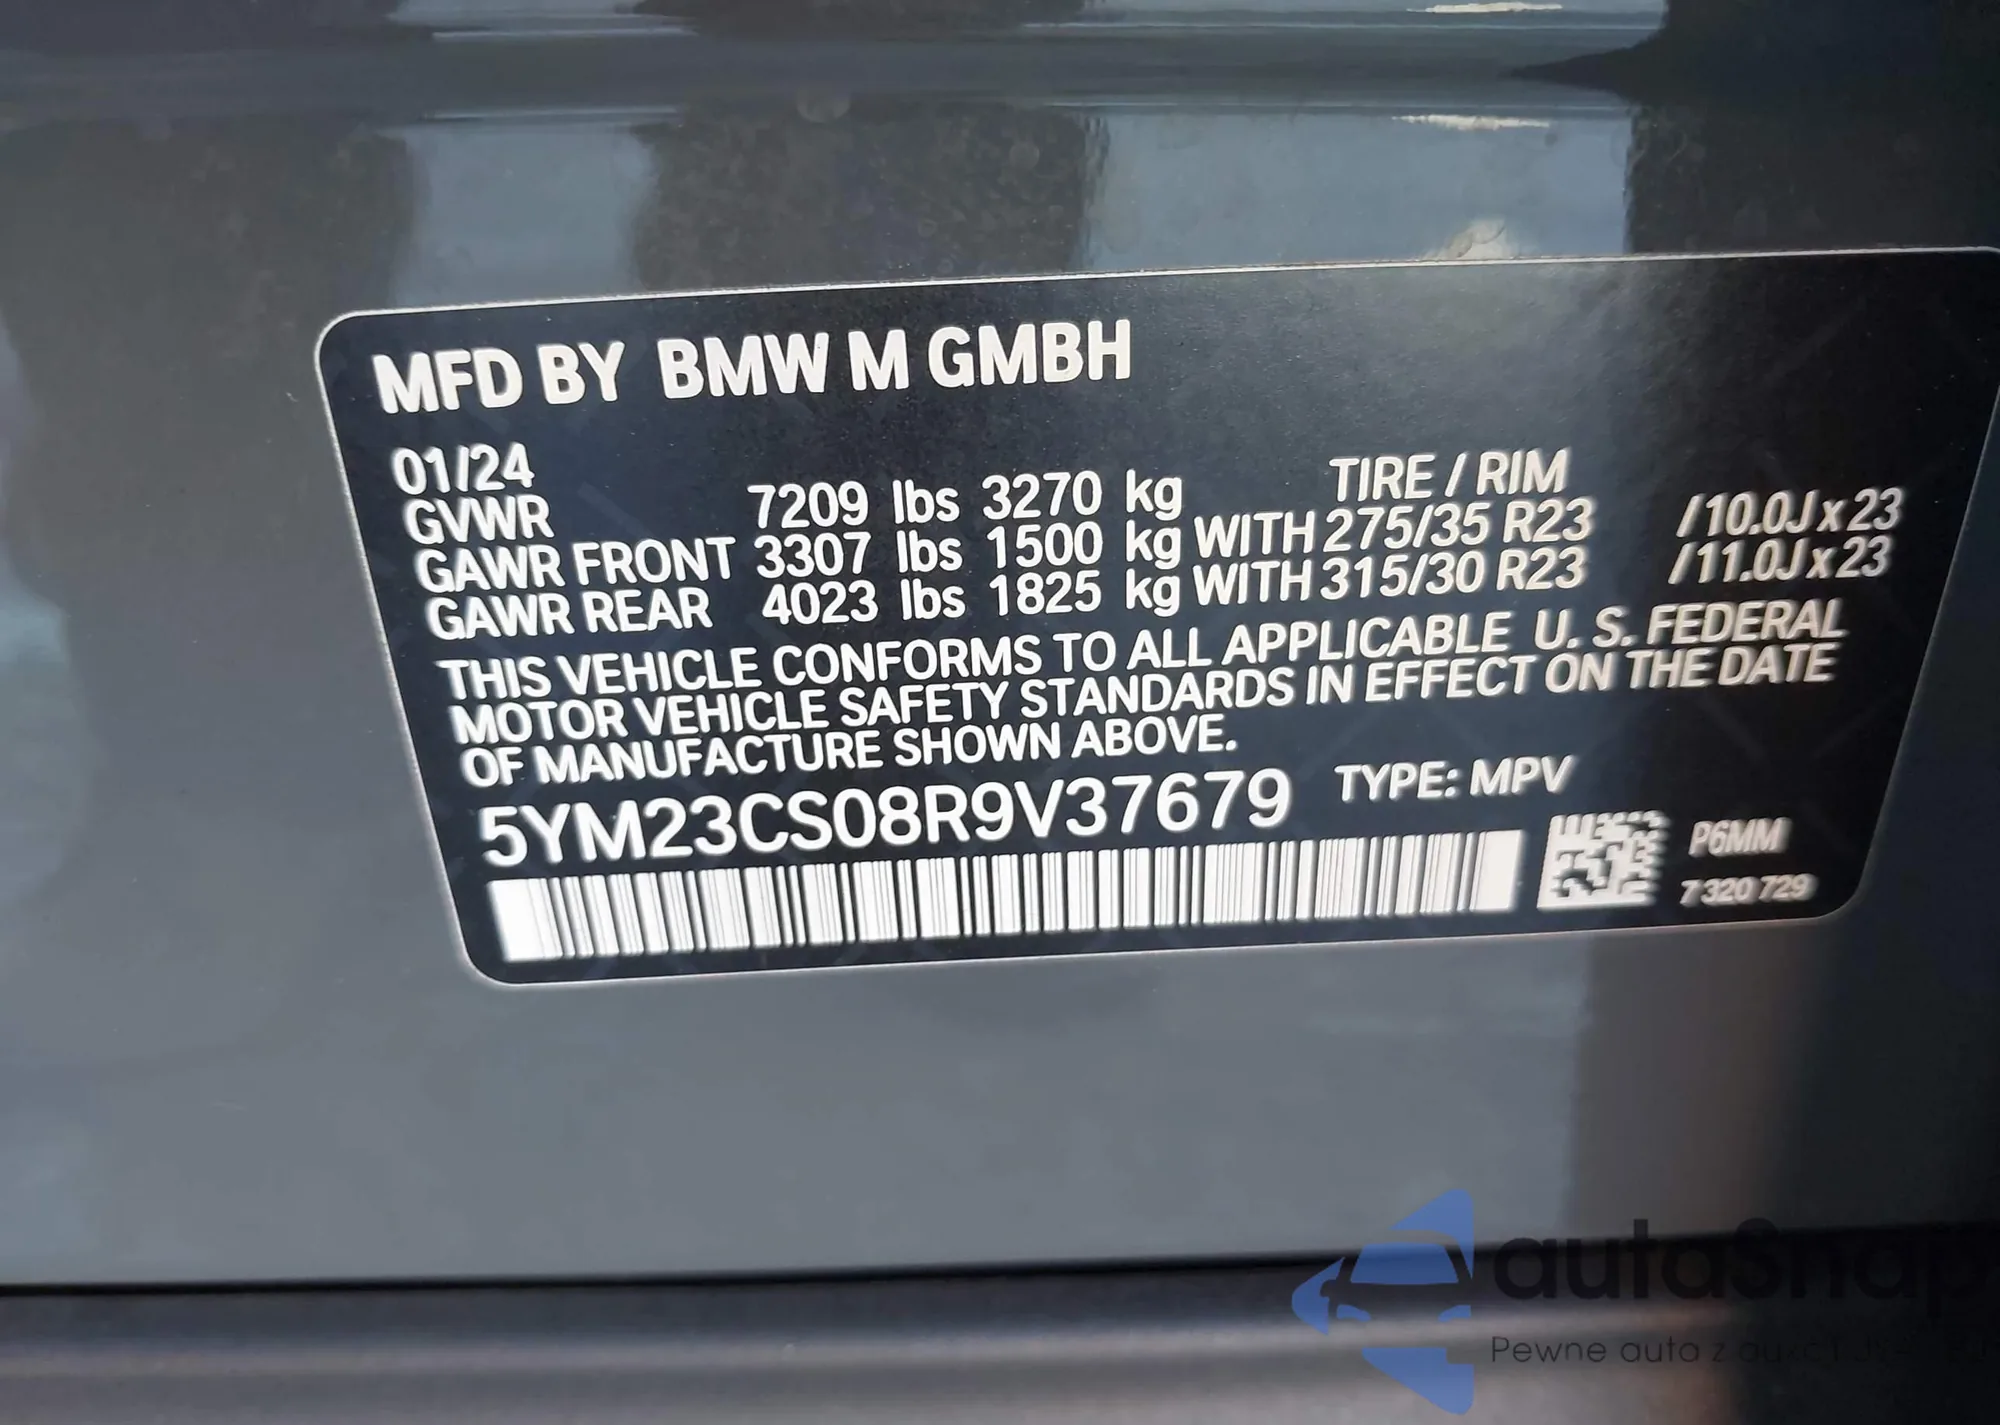 MFD BY BMW M GMBH
01/24 TIRE / RIM
GVWR 7209 lbs 3270 kg
GAWR FRONT 3307 lbs 1500 kg WITH 275/35 R23 /10.0J x 23
GAWR REAR 4023 lbs 1825 kg WITH 315/30 R23 /11.0J x 23
THIS VEHICLE CONFORMS TO ALL APPLICABLE U. S. FEDERAL
MOTOR VEHICLE SAFETY STANDARDS IN EFFECT ON THE DATE
OF MANUFACTURE SHOWN ABOVE.
5YM23CS08R9V37679 TYPE: MPV
P6MM
7 320 729
autaSnap
Pewne auta z